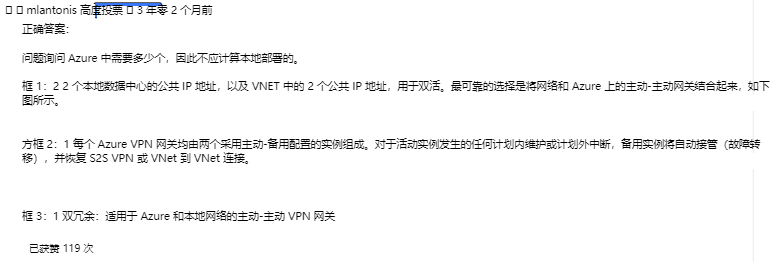 mlantonis 高度投票 3 年零 2 个月前
正确答案：
问题询问 Azure 中需要多少个，因此不应计算本地部署的。
框 1：2 2 个本地数据中心的公共 IP 地址，以及 VNET 中的 2 个公共 IP 地址，用于双活。最可靠的选择是将网络和 Azure 上的主动-主动网关结合起来，如下
图所示。
方框 2：1 每个 Azure VPN 网关均由两个采用主动-备用配置的实例组成。对于活动实例发生的任何计划内维护或计划外中断，备用实例将自动接管（故障转
移），并恢复 S2S VPN 或 VNet 到 VNet 连接。
框 3：1 双冗余：适用于 Azure 和本地网络的主动-主动 VPN 网关
已获赞 119 次